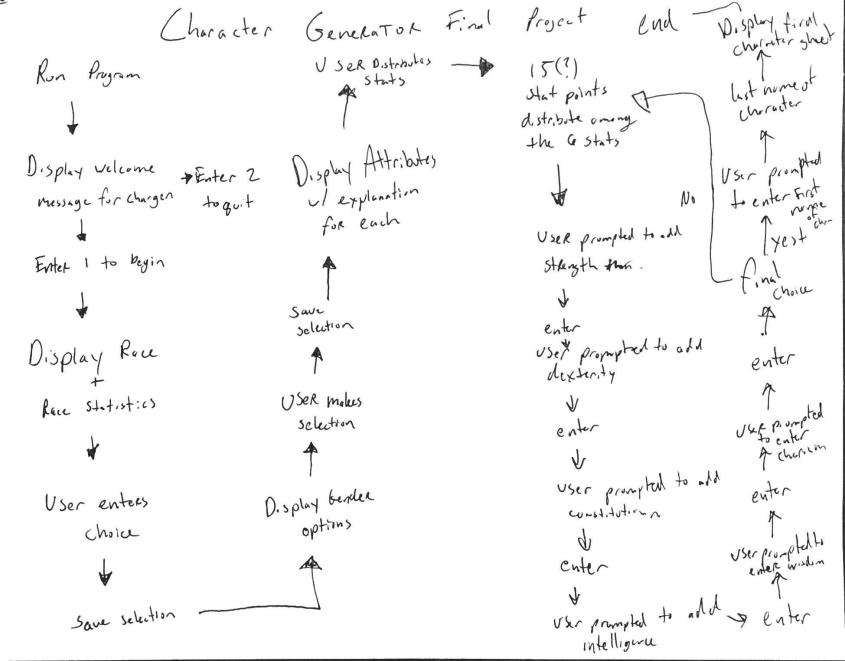 Character Generator Final Project
Run Program
Display welcome
message for chargen
Enter 2
to quit
Enter 1 to begin
Display Race
+
Race Statistics
User enters
choice
Save selection
Display Gender
options
User makes
selection
Save
selection
Display Attributes
w/ explanation
for each
User Distributes
Stats
15(?)
Stat points
distribute among
the 6 stats
User prompted to add
strength
enter
User prompted to add
dexterity
enter
User prompted to add
constitution
enter
User prompted to add
intelligence
enter
User prompted to
enter wisdom
enter
User prompted
to enter
enter
final
choice
No
Yes
User prompted
to enter first
name
of
last name of
character
Display final
character sheet
end